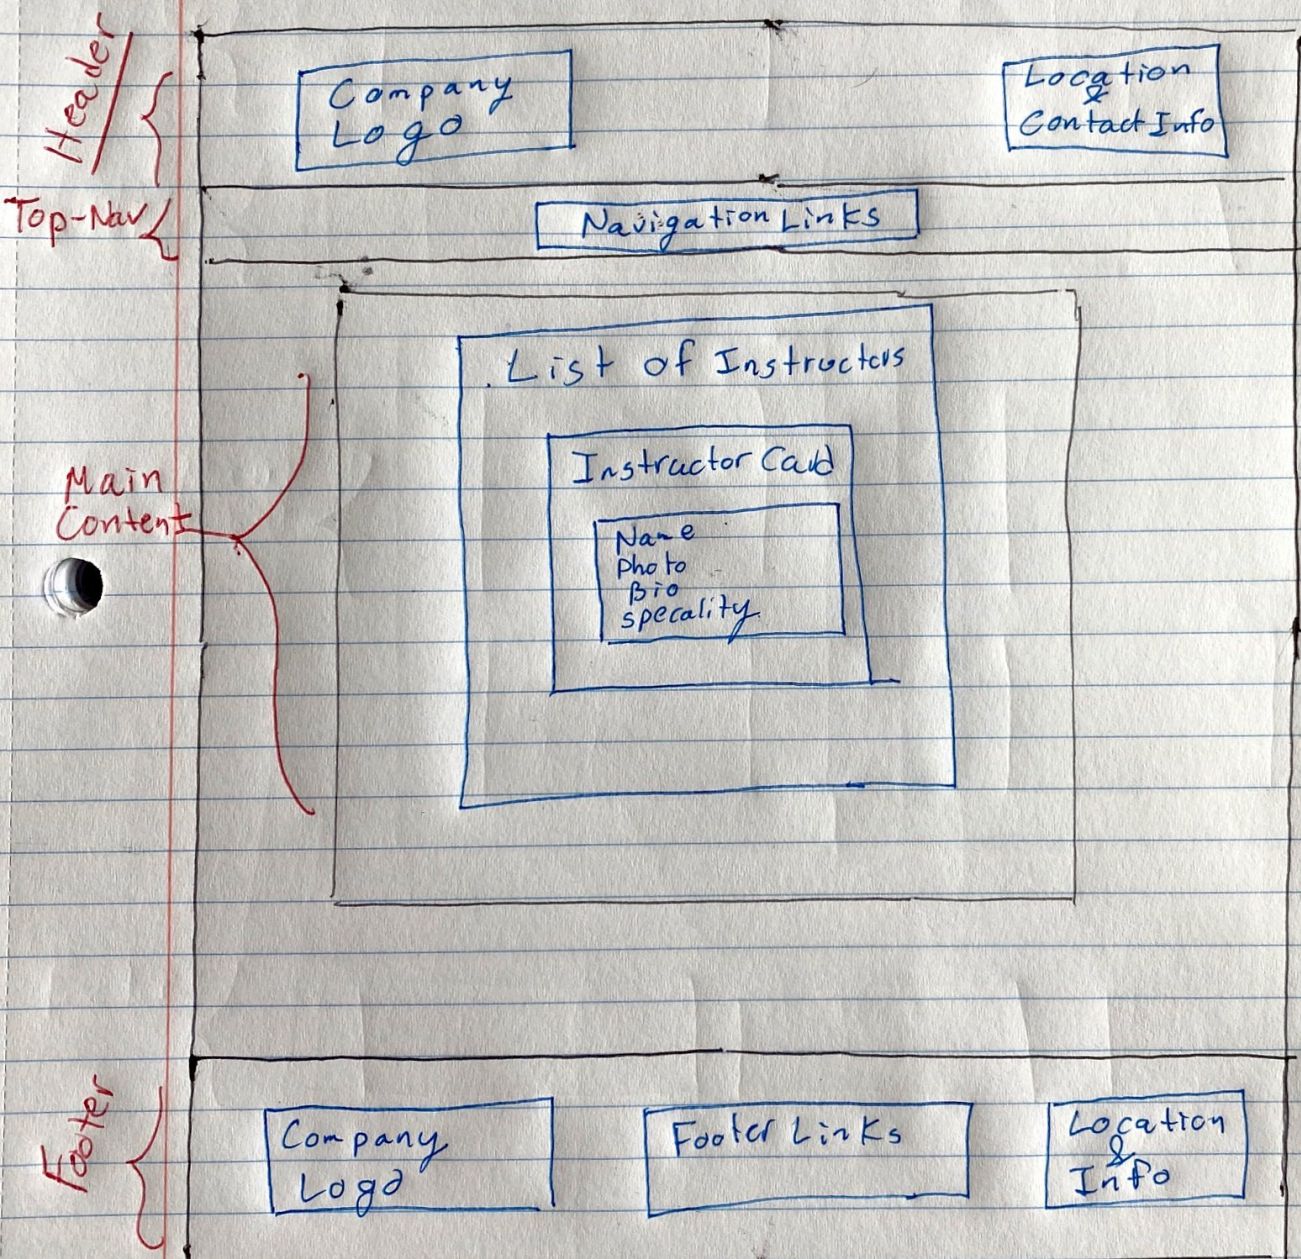 Header
Company
Logo
Location
&
Contact Info
Top-Nav
Navigation Links
Main
Content
List of Instructors
Instructor Card
Name
Photo
Bio
specality
Footer
Company
Logo
Footer Links
Location
&
Info